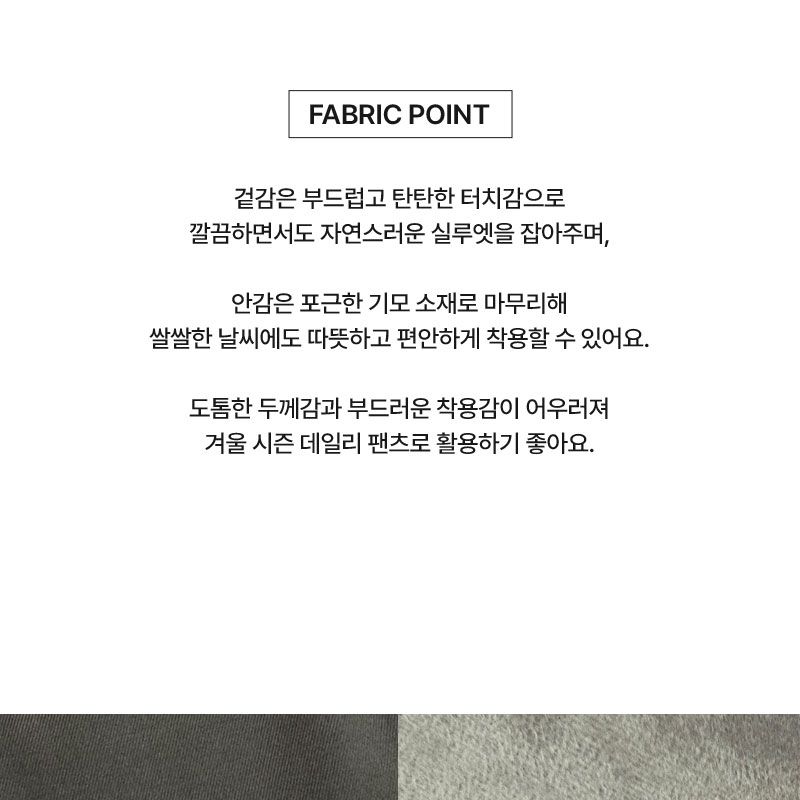 FABRIC POINT
겉감은 부드럽고 탄탄한 터치감으로
깔끔하면서도 자연스러운 실루엣을 잡아주며,
안감은 포근한 기모 소재로 마무리해
쌀쌀한 날씨에도 따뜻하고 편안하게 착용할 수 있어요.
도톰한 두께감과 부드러운 착용감이 어우러져
겨울 시즌 데일리 팬츠로 활용하기 좋아요.